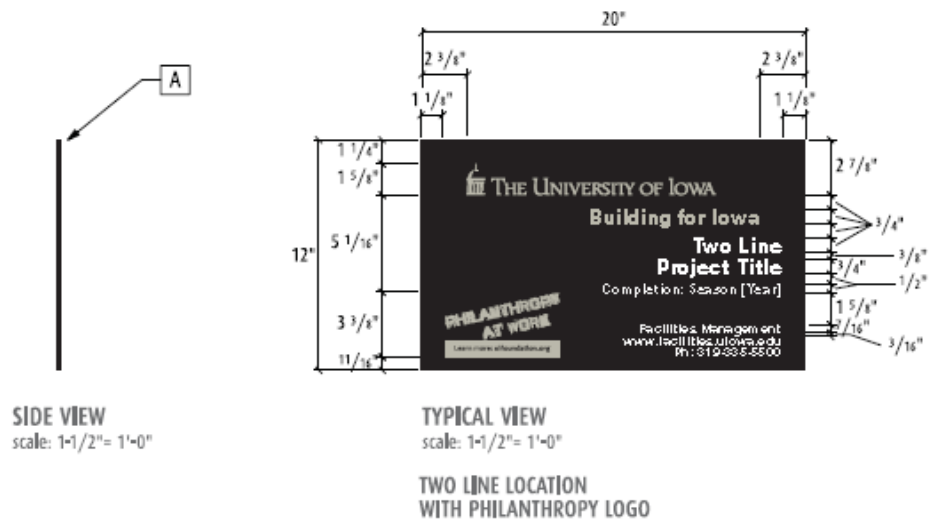 20"
2 3/8"
2 3/8"
A
1 1/8"
1 1/8"
1 1/4"
2 7/8"
1 5/8"
THE UNIVERSITY OF IOWA
Building for Iowa
3/4"
12"
5 1/16"
Two Line
3/8"
Project Title
3/4"
Completion: Season [Year]
1/2"
PHILANTHROPY
AT WORK
1 5/8"
3 3/8"
Facilities Management
7/16"
www.facilities.uiowa.edu
Learn more: uifoundation.org
3/16"
11/16"
Ph: 319-335-5500
SIDE VIEW
scale: 1-1/2"= 1'-0"
TYPICAL VIEW
scale: 1-1/2"= 1'-0"
TWO LINE LOCATION
WITH PHILANTHROPY LOGO